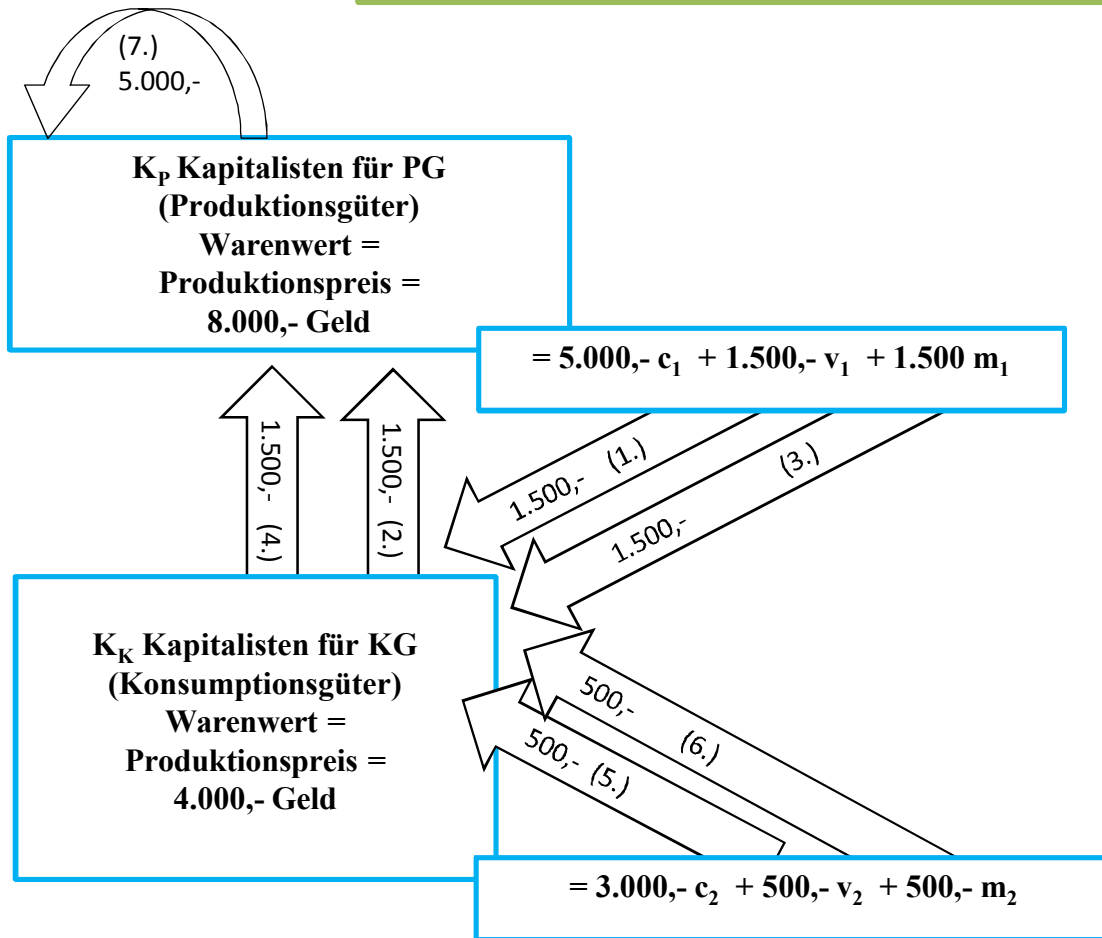 (7.)
5.000,-
K_P Kapitalisten für PG
(Produktionsgüter)
Warenwert =
Produktionspreis =
8.000,- Geld
= 5.000,- c₁ + 1.500,- v₁ + 1.500 m₁
1.500,- (4.)
1.500,- (2.)
1.500,- (1.)
1.500,- (3.)
K_K Kapitalisten für KG
(Konsumptionsgüter)
Warenwert =
Produktionspreis =
4.000,- Geld
500,- (6.)
500,- (5.)
= 3.000,- c₂ + 500,- v₂ + 500,- m₂